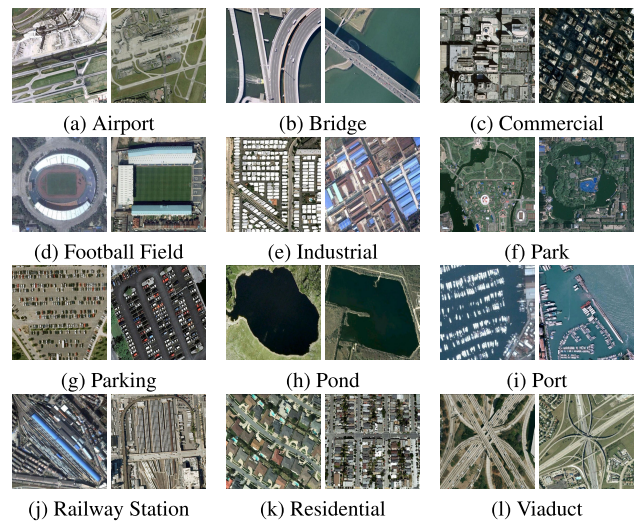 (a) Airport
(b) Bridge
(c) Commercial
(d) Football Field
(e) Industrial
(f) Park
(g) Parking
(h) Pond
(i) Port
(j) Railway Station
(k) Residential
(l) Viaduct